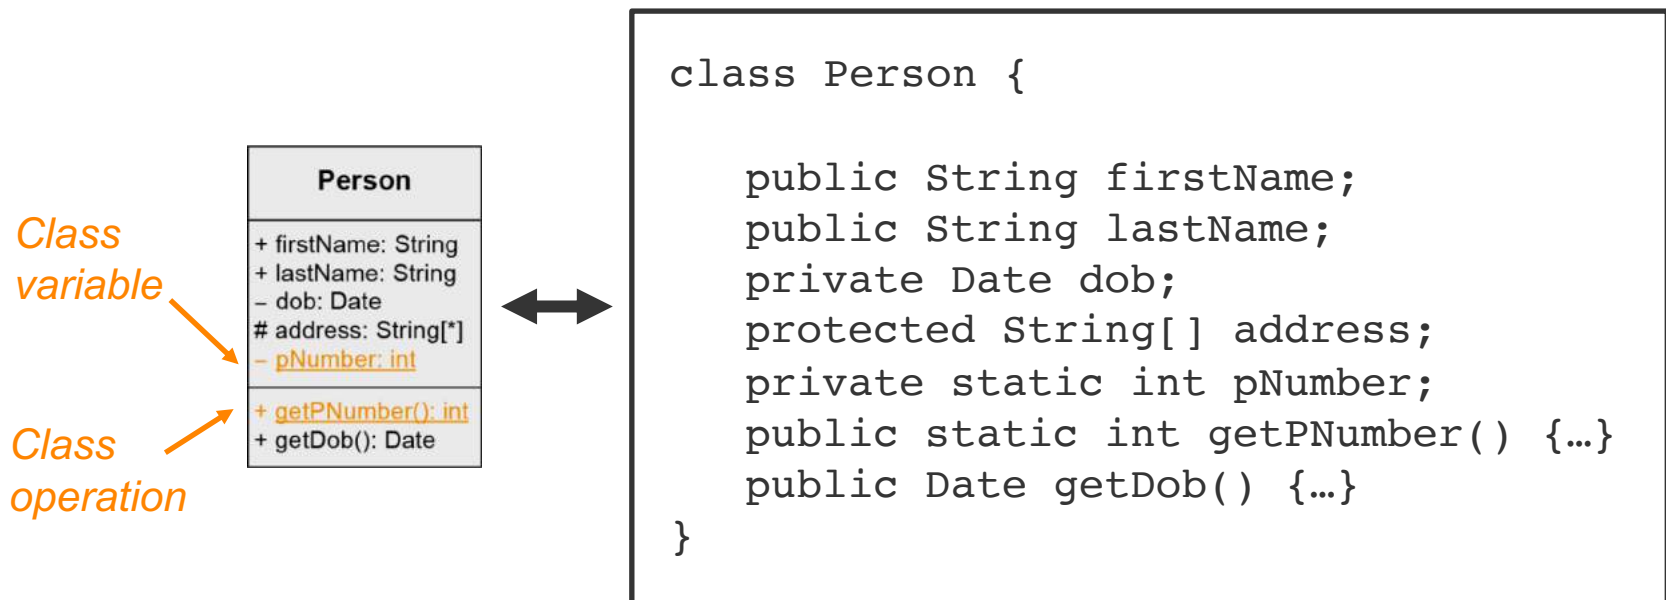 Class
variable
Class
operation
Person
+ firstName: String
+ lastName: String
– dob: Date
# address: String[*]
– pNumber: int
+ getPNumber(): int
+ getDob(): Date
class Person {
public String firstName;
public String lastName;
private Date dob;
protected String[] address;
private static int pNumber;
public static int getPNumber() {…}
public Date getDob() {…}
}